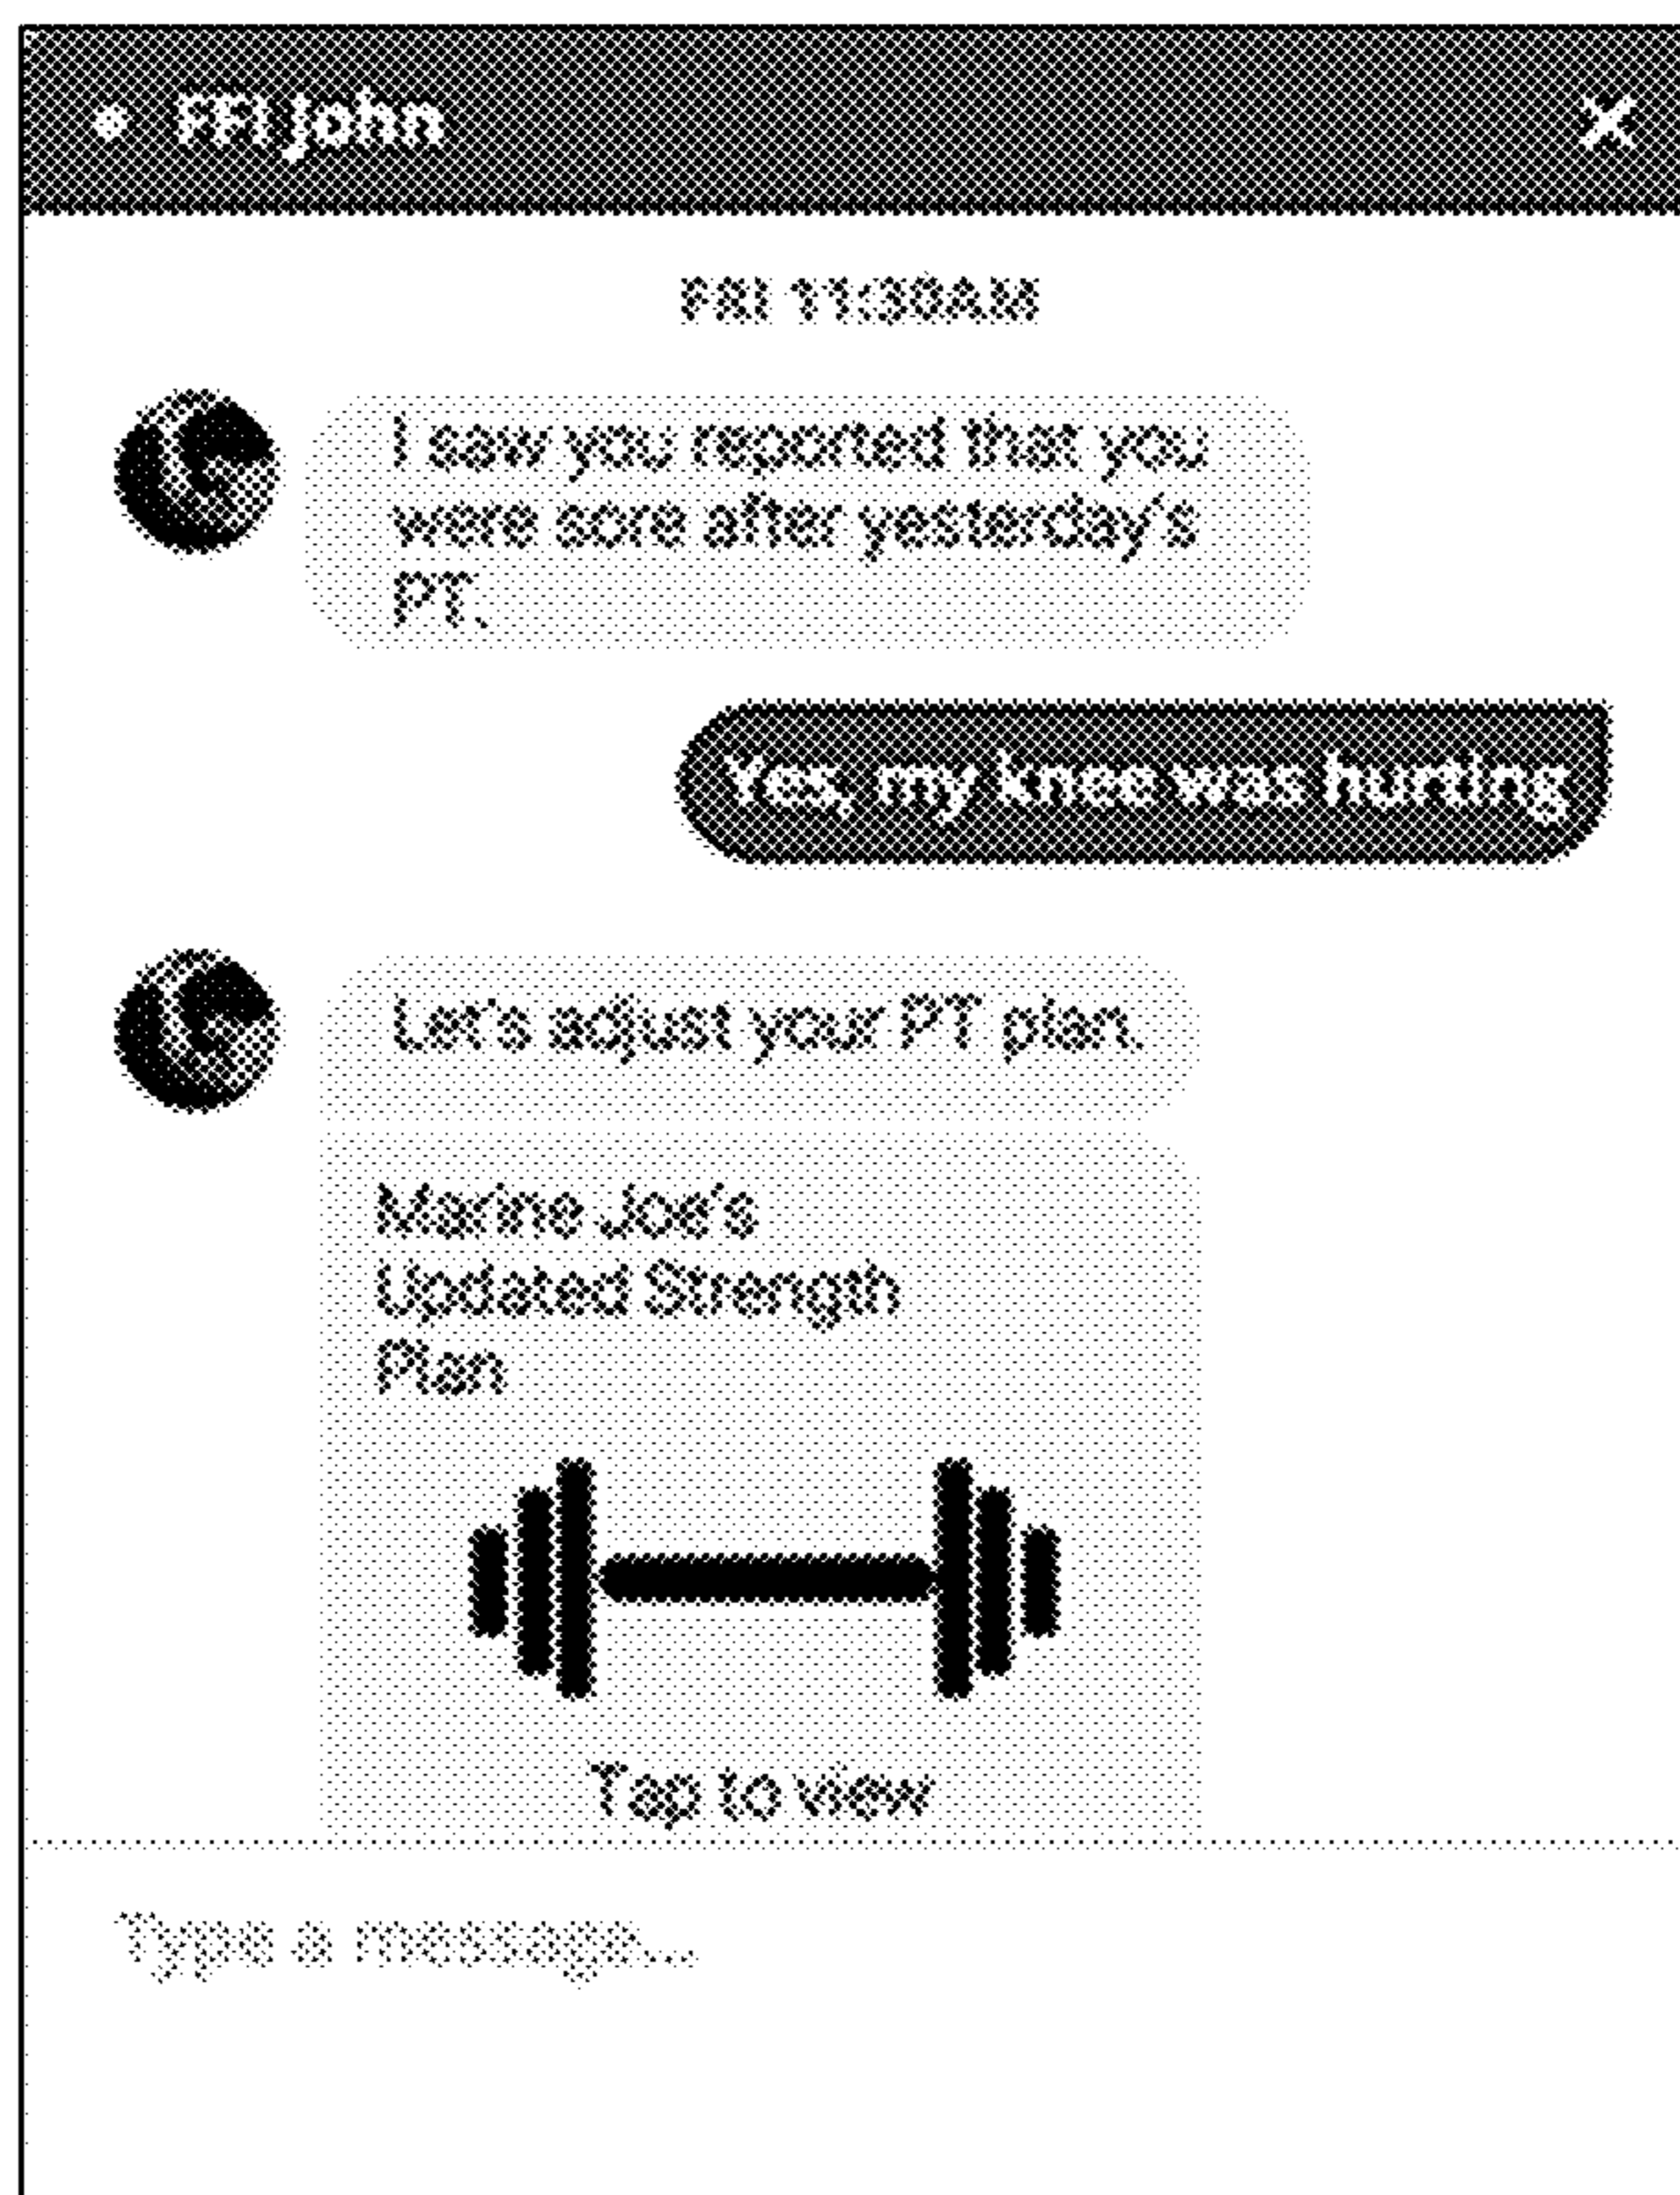 FFI John
FRI 11:30AM
I saw you reported that you
were sore after yesterday's
PT.
Yes, my knee was hurting
Let's adjust your PT plan.
Marine Joe's
Updated Strength
Plan
Tap to view
Type a message...